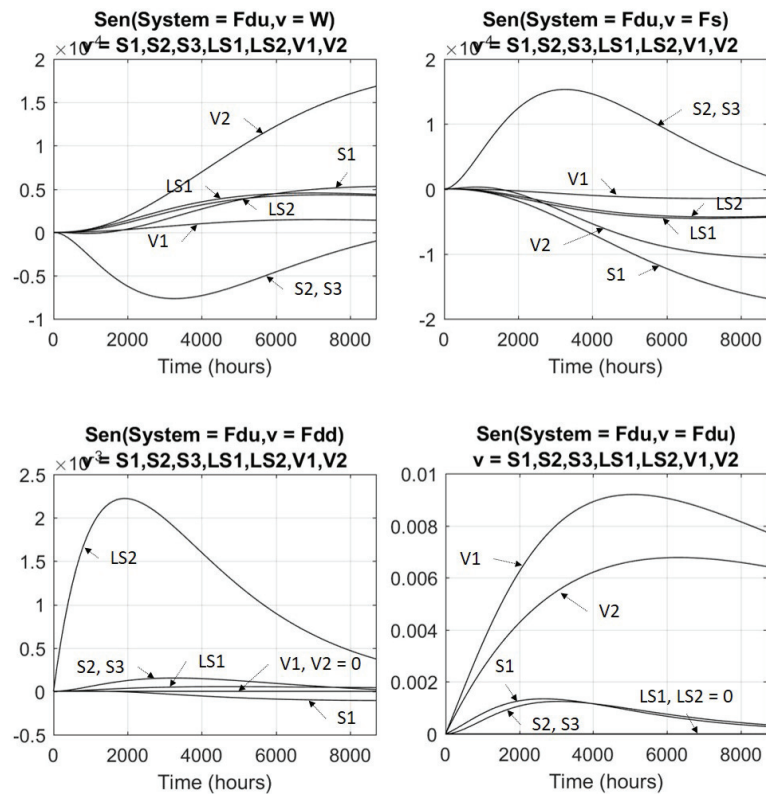 Sen(System = Fdu,v = W)
×10-4
v = S1,S2,S3,LS1,LS2,V1,V2
2
1.5
1
0.5
0
-0.5
-1
V2
S1
LS1
LS2
V1
S2, S3
0
2000
4000
6000
8000
Time (hours)
Sen(System = Fdu,v = Fs)
×10-4
v = S1,S2,S3,LS1,LS2,V1,V2
2
1
0
-1
-2
S2, S3
V1
LS2
LS1
V2
S1
0
2000
4000
6000
8000
Time (hours)
Sen(System = Fdu,v = Fdd)
×10-3
v = S1,S2,S3,LS1,LS2,V1,V2
2.5
2
1.5
1
0.5
0
-0.5
LS2
S2, S3
LS1
V1, V2 = 0
S1
0
2000
4000
6000
8000
Time (hours)
Sen(System = Fdu,v = Fdu)
v = S1,S2,S3,LS1,LS2,V1,V2
0.01
0.008
0.006
0.004
0.002
0
V1
V2
S1
LS1, LS2 = 0
S2, S3
0
2000
4000
6000
8000
Time (hours)